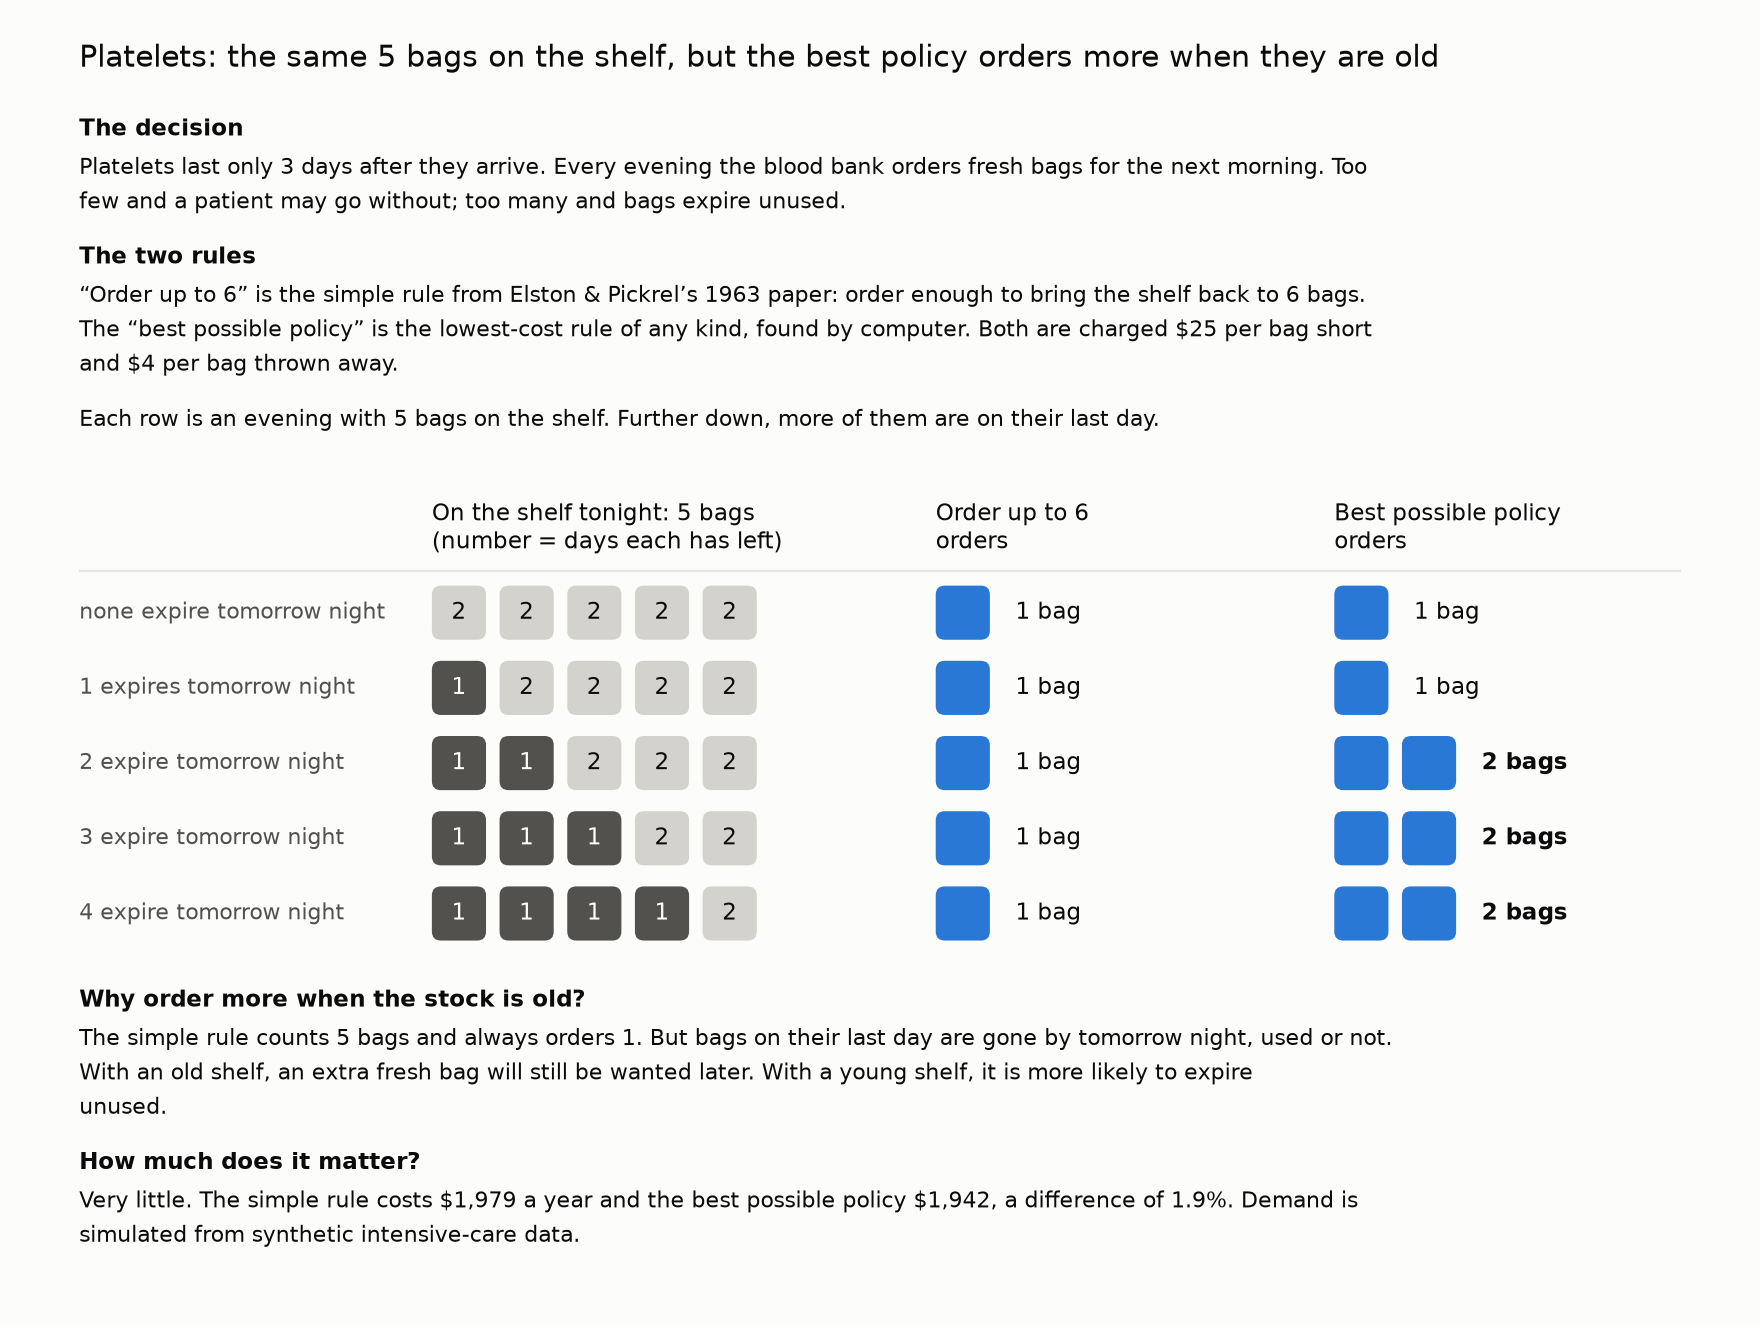 Platelets: the same 5 bags on the shelf, but the best policy orders more when they are old
The decision
Platelets last only 3 days after they arrive. Every evening the blood bank orders fresh bags for the next morning. Too
few and a patient may go without; too many and bags expire unused.
The two rules
“Order up to 6” is the simple rule from Elston & Pickrel’s 1963 paper: order enough to bring the shelf back to 6 bags.
The “best possible policy” is the lowest-cost rule of any kind, found by computer. Both are charged $25 per bag short
and $4 per bag thrown away.
Each row is an evening with 5 bags on the shelf. Further down, more of them are on their last day.
On the shelf tonight: 5 bags
(number = days each has left)
Order up to 6
orders
Best possible policy
orders
none expire tomorrow night 2 2 2 2 2 1 bag 1 bag
1 expires tomorrow night 1 2 2 2 2 1 bag 1 bag
2 expire tomorrow night 1 1 2 2 2 1 bag 2 bags
3 expire tomorrow night 1 1 1 2 2 1 bag 2 bags
4 expire tomorrow night 1 1 1 1 2 1 bag 2 bags
Why order more when the stock is old?
The simple rule counts 5 bags and always orders 1. But bags on their last day are gone by tomorrow night, used or not.
With an old shelf, an extra fresh bag will still be wanted later. With a young shelf, it is more likely to expire
unused.
How much does it matter?
Very little. The simple rule costs $1,979 a year and the best possible policy $1,942, a difference of 1.9%. Demand is
simulated from synthetic intensive-care data.